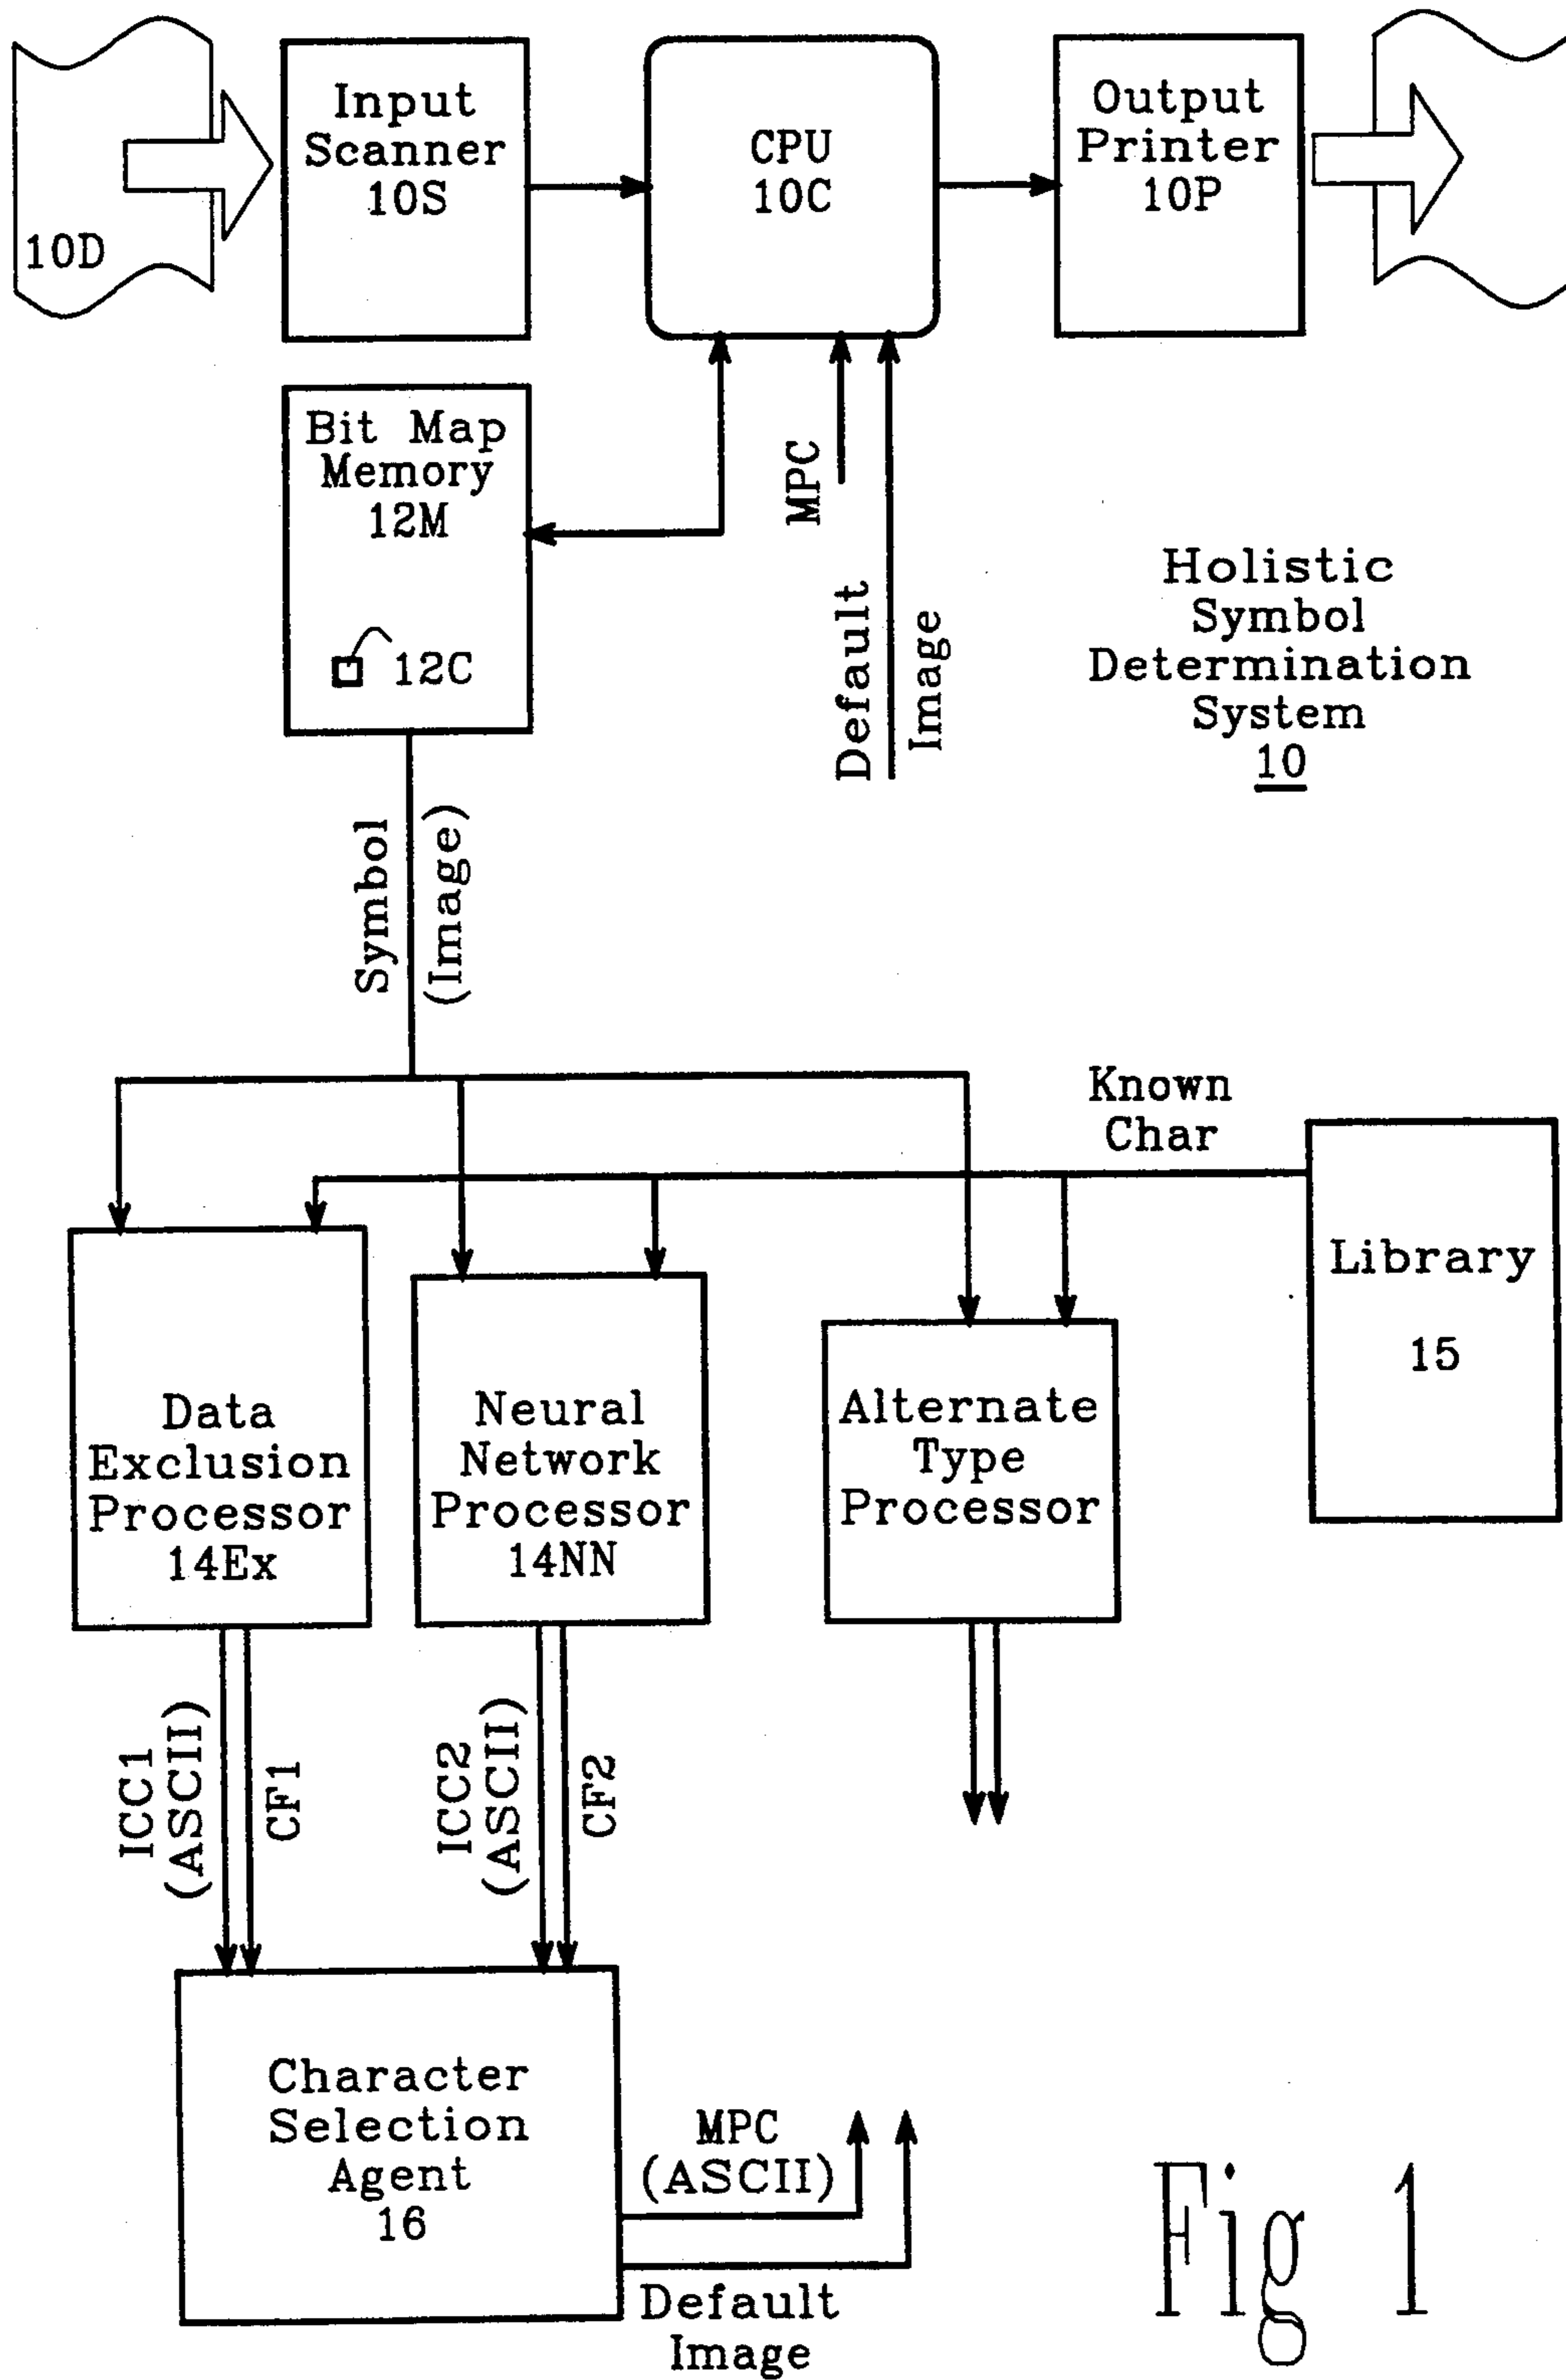 10D
Input
Scanner
10S
CPU
10C
Output
Printer
10P
Bit Map
Memory
12M
12C
MPC
Default
Image
Holistic
Symbol
Determination
System
10
Symbol
(Image)
Known
Char
Library
15
Data
Exclusion
Processor
14Ex
Neural
Network
Processor
14NN
Alternate
Type
Processor
ICC1
(ASCII)
CF1
ICC2
(ASCII)
CF2
Character
Selection
Agent
16
MPC
(ASCII)
Default
Image
Fig 1